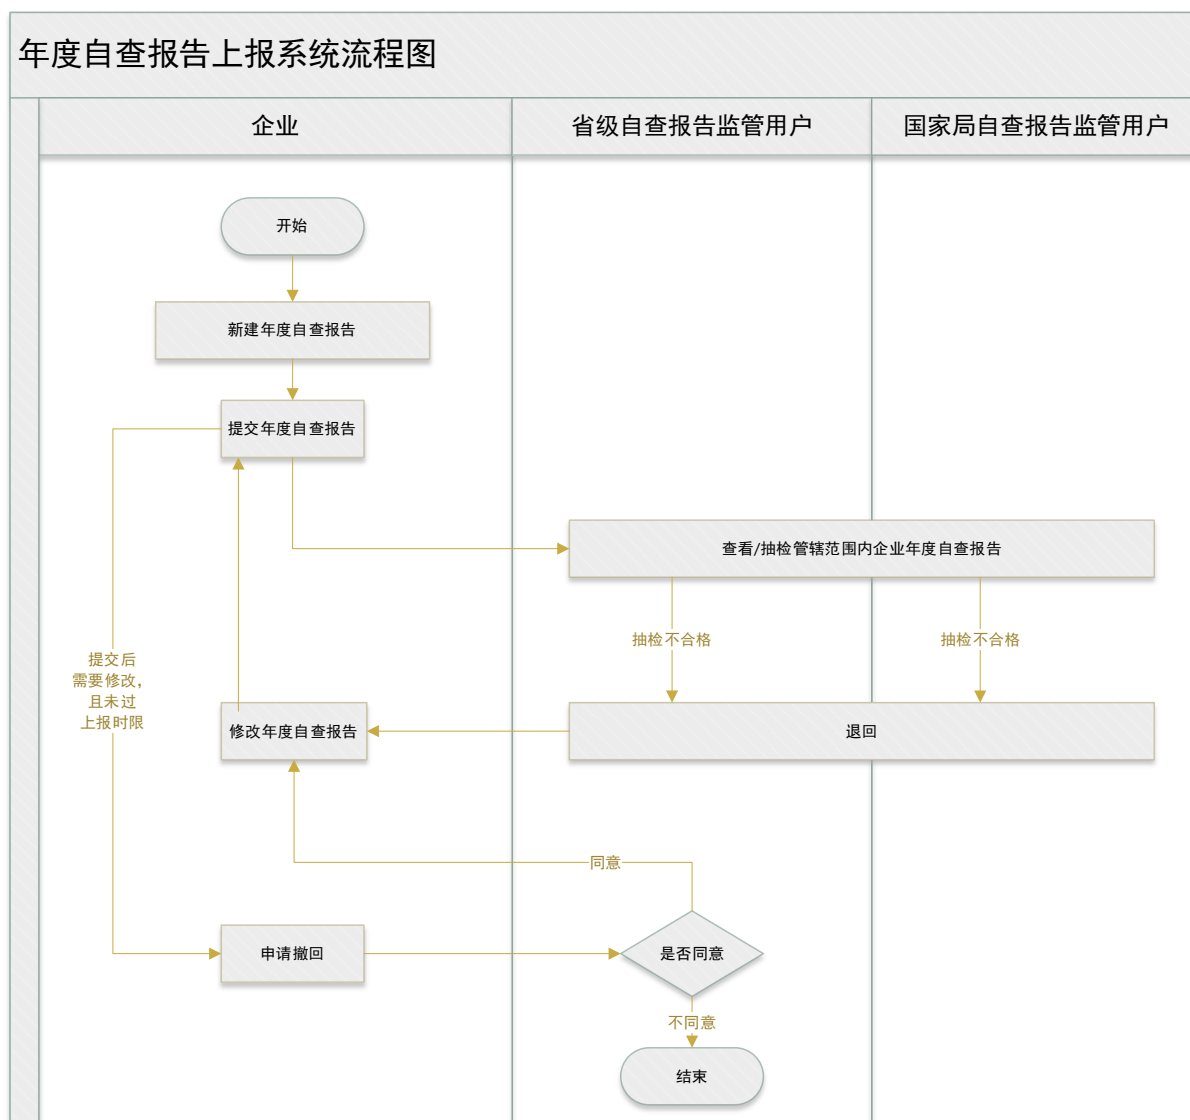 年度自查报告上报系统流程图
企业
省级自查报告监管用户
国家局自查报告监管用户
开始
新建年度自查报告
提交年度自查报告
查看/抽检管辖范围内企业年度自查报告
抽检不合格
抽检不合格
提交后
需要修改,
且未过
上报时限
修改年度自查报告
退回
同意
申请撤回
是否同意
不同意
结束